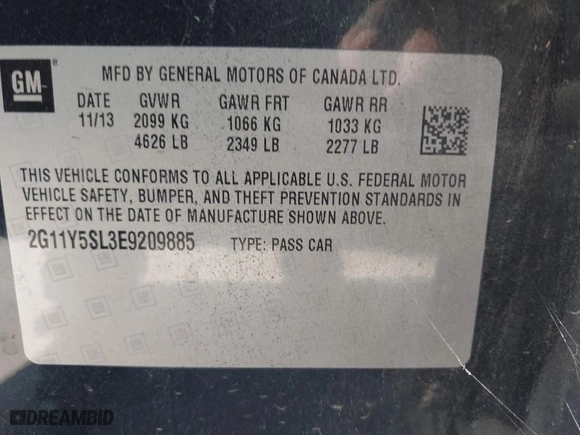 GM ® MFD BY GENERAL MOTORS OF CANADA LTD.
DATE GVWR GAWR FRT GAWR RR
11/13 2099 KG 1066 KG 1033 KG
4626 LB 2349 LB 2277 LB
THIS VEHICLE CONFORMS TO ALL APPLICABLE U.S. FEDERAL MOTOR
VEHICLE SAFETY, BUMPER, AND THEFT PREVENTION STANDARDS IN
EFFECT ON THE DATE OF MANUFACTURE SHOWN ABOVE.
2G11Y5SL3E9209885 TYPE: PASS CAR
DREAMBID